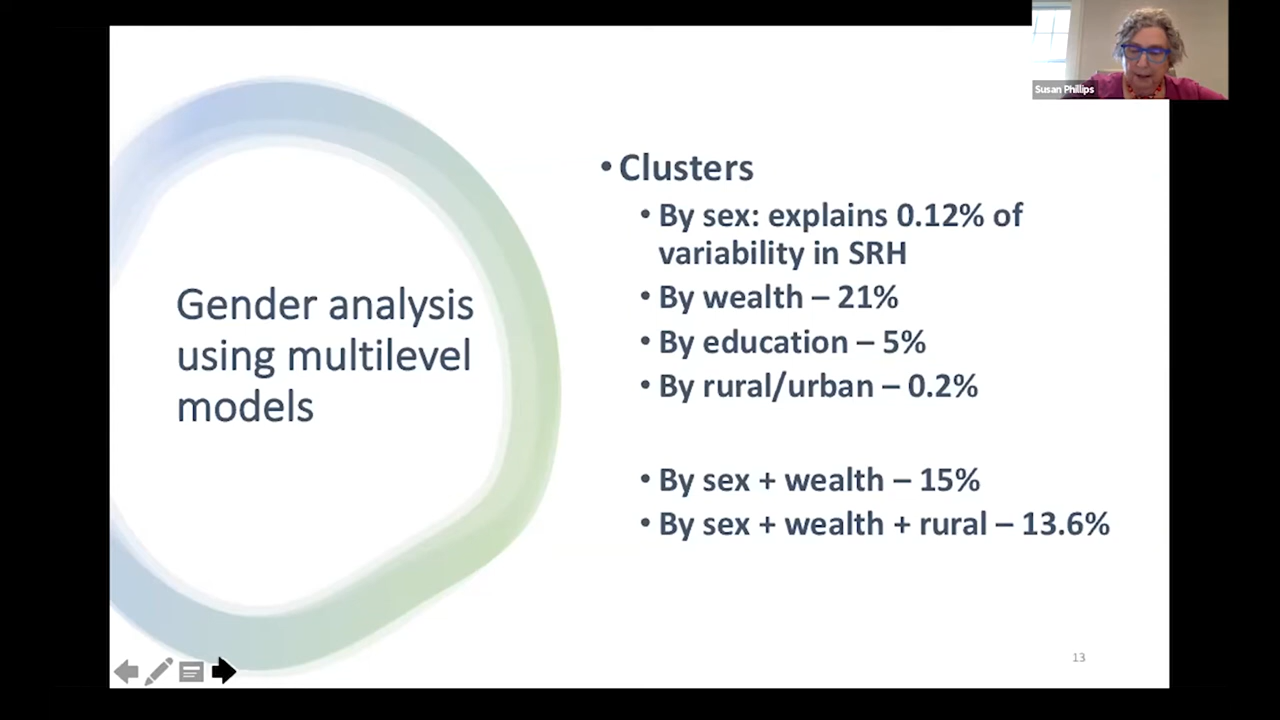 Susan Phillips
Gender analysis
using multilevel
models
• Clusters
• By sex: explains 0.12% of
variability in SRH
• By wealth – 21%
• By education – 5%
• By rural/urban – 0.2%
• By sex + wealth – 15%
• By sex + wealth + rural – 13.6%
13